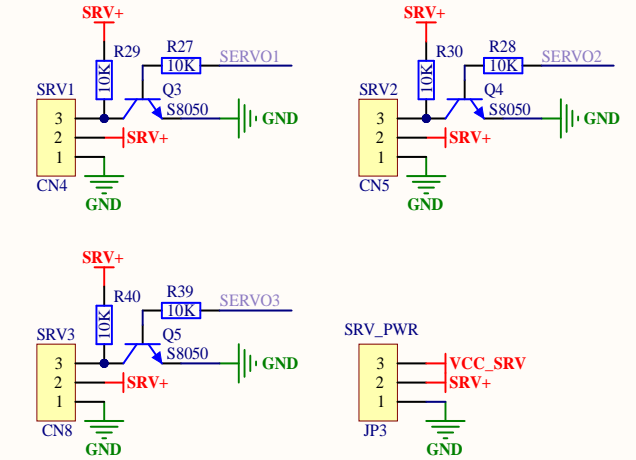 SRV+
R29
10K
R27
10K
SERVO1
SRV1
Q3
S8050
3
2
1
SRV+
GND
CN4
GND
SRV+
R30
10K
R28
10K
SERVO2
SRV2
Q4
S8050
3
2
1
SRV+
GND
CN5
GND
SRV+
R40
10K
R39
10K
SERVO3
SRV3
Q5
S8050
3
2
1
SRV+
GND
CN8
GND
SRV_PWR
3
2
1
VCC_SRV
SRV+
JP3
GND